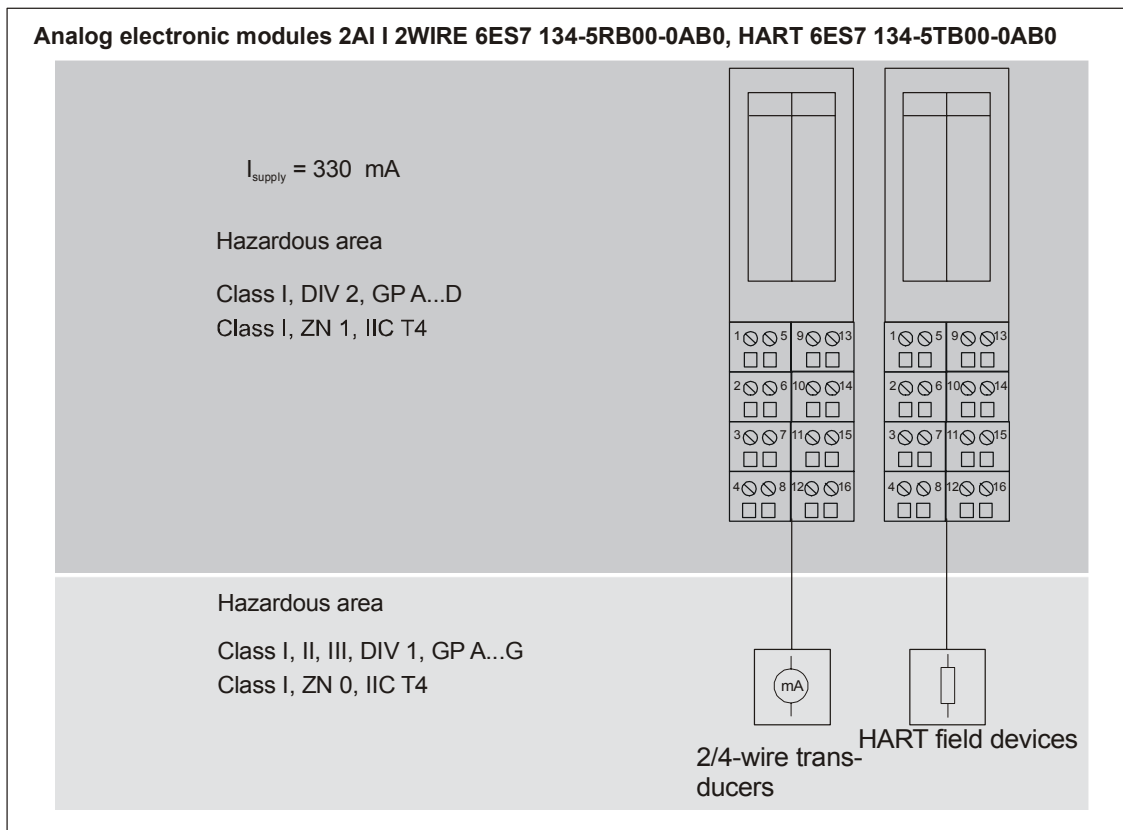 Analog electronic modules 2AI I 2WIRE 6ES7 134-5RB00-0AB0, HART 6ES7 134-5TB00-0AB0
Isupply = 330 mA
Hazardous area
Class I, DIV 2, GP A...D
Class I, ZN 1, IIC T4
1 5 9 13 1 5 9 13
2 6 10 14 2 6 10 14
3 7 11 15 3 7 11 15
4 8 12 16 4 8 12 16
Hazardous area
Class I, II, III, DIV 1, GP A...G
Class I, ZN 0, IIC T4
mA
2/4-wire trans-
ducers
HART field devices